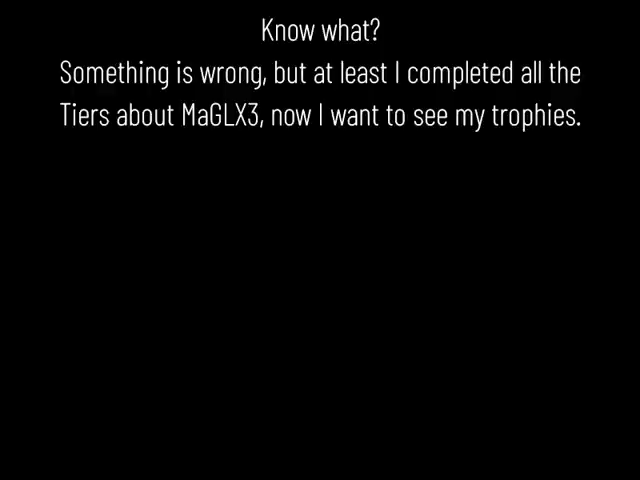 Know what?
Something is wrong, but at least I completed all the
Tiers about MaGLX3, now I want to see my trophies.